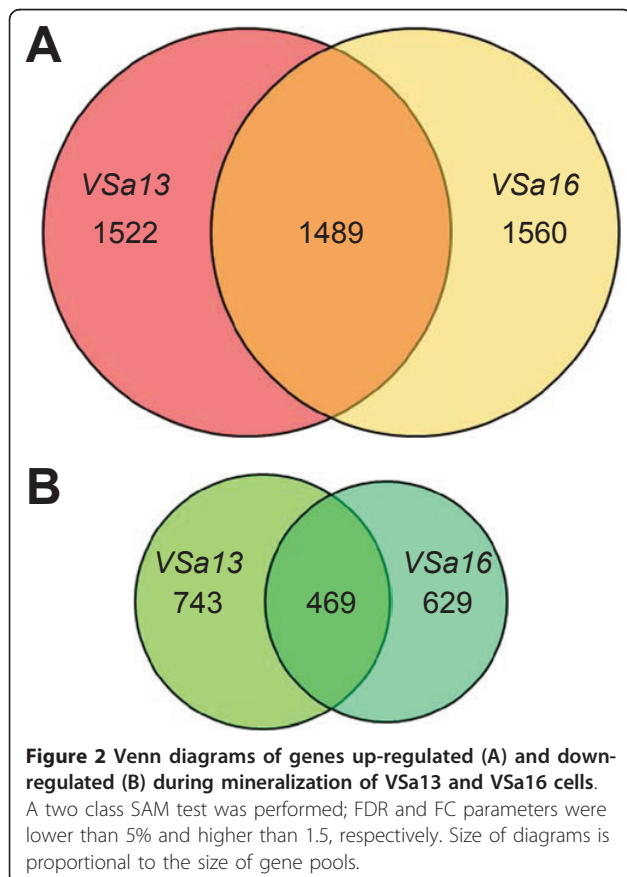 A
VSa13
VSa16
1522
1489
1560
B
VSa13
VSa16
743
469
629
Figure 2 Venn diagrams of genes up-regulated (A) and down-
regulated (B) during mineralization of VSa13 and VSa16 cells.
A two class SAM test was performed; FDR and FC parameters were
lower than 5% and higher than 1.5, respectively. Size of diagrams is
proportional to the size of gene pools.